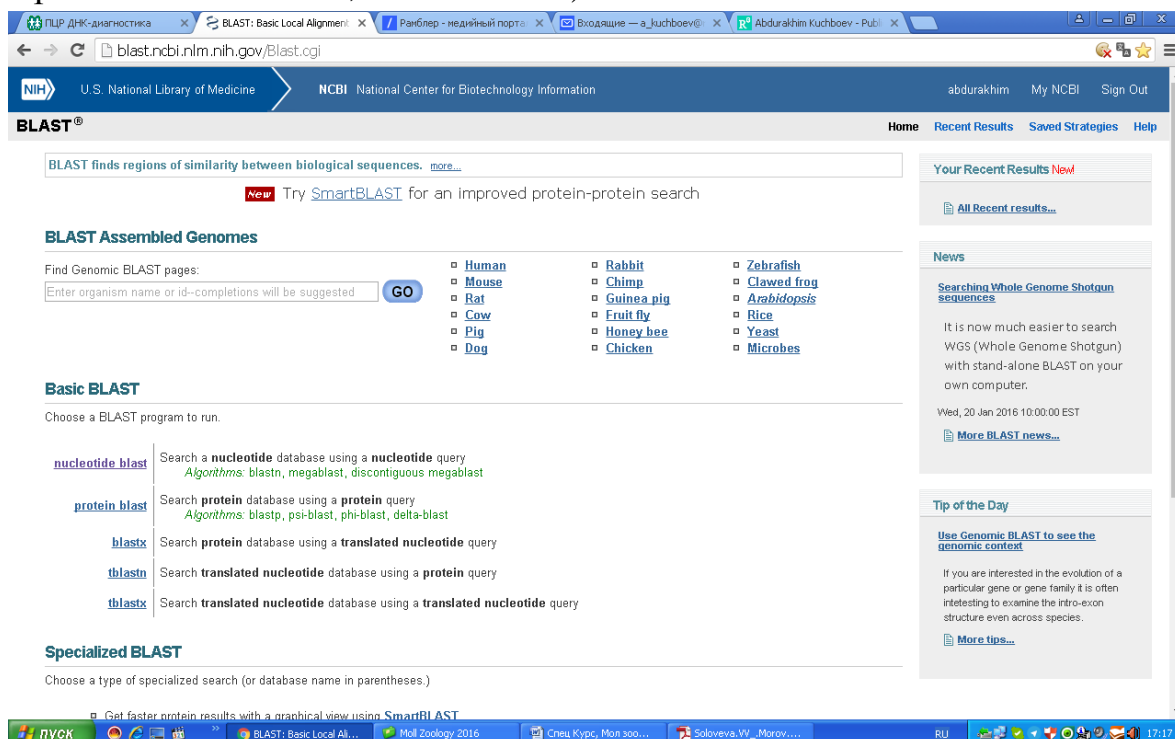 ПЦР ДНК-диагностика
BLAST: Basic Local Alignment
Рамблер - медийный порта
Входящие — a_kuchboev@
Abdurakhim Kuchboev - Publ
blast.ncbi.nlm.nih.gov/Blast.cgi
NIH U.S. National Library of Medicine NCBI National Center for Biotechnology Information abdurakhim My NCBI Sign Out
BLAST® Home Recent Results Saved Strategies Help
BLAST finds regions of similarity between biological sequences. more...
New Try SmartBLAST for an improved protein-protein search
BLAST Assembled Genomes
Find Genomic BLAST pages:
Enter organism name or id--completions will be suggested GO
Human
Mouse
Rat
Cow
Pig
Dog
Rabbit
Chimp
Guinea pig
Fruit fly
Honey bee
Chicken
Zebrafish
Clawed frog
Arabidopsis
Rice
Yeast
Microbes
Basic BLAST
Choose a BLAST program to run.
nucleotide blast Search a nucleotide database using a nucleotide query
Algorithms: blastn, megablast, discontiguous megablast
protein blast Search protein database using a protein query
Algorithms: blastp, psi-blast, phi-blast, delta-blast
blastx Search protein database using a translated nucleotide query
tblastn Search translated nucleotide database using a protein query
tblastx Search translated nucleotide database using a translated nucleotide query
Specialized BLAST
Choose a type of specialized search (or database name in parentheses.)
Get faster protein results with a graphical view using SmartBLAST
Your Recent Results New!
All Recent results...
News
Searching Whole Genome Shotgun
sequences
It is now much easier to search
WGS (Whole Genome Shotgun)
with stand-alone BLAST on your
own computer.
Wed, 20 Jan 2016 10:00:00 EST
More BLAST news...
Tip of the Day
Use Genomic BLAST to see the
genomic context
If you are interested in the evolution of a
particular gene or gene family it is often
intetesting to examine the intro-exon
structure even across species.
More tips...
пуск BLAST: Basic Local Ali... Moll Zoology 2016 Спец Курс, Мол зоо... Soloveva.VV_.Morov.... RU 17:17